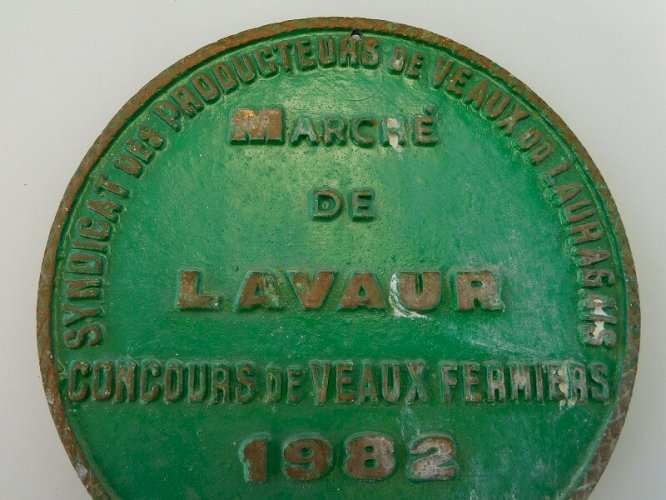 SYNDICAT DES PRODUCTEURS DE VEAUX DU LAURAGAIS
MARCHÉ
DE
LAVAUR
CONCOURS DE VEAUX FERMIERS
1982